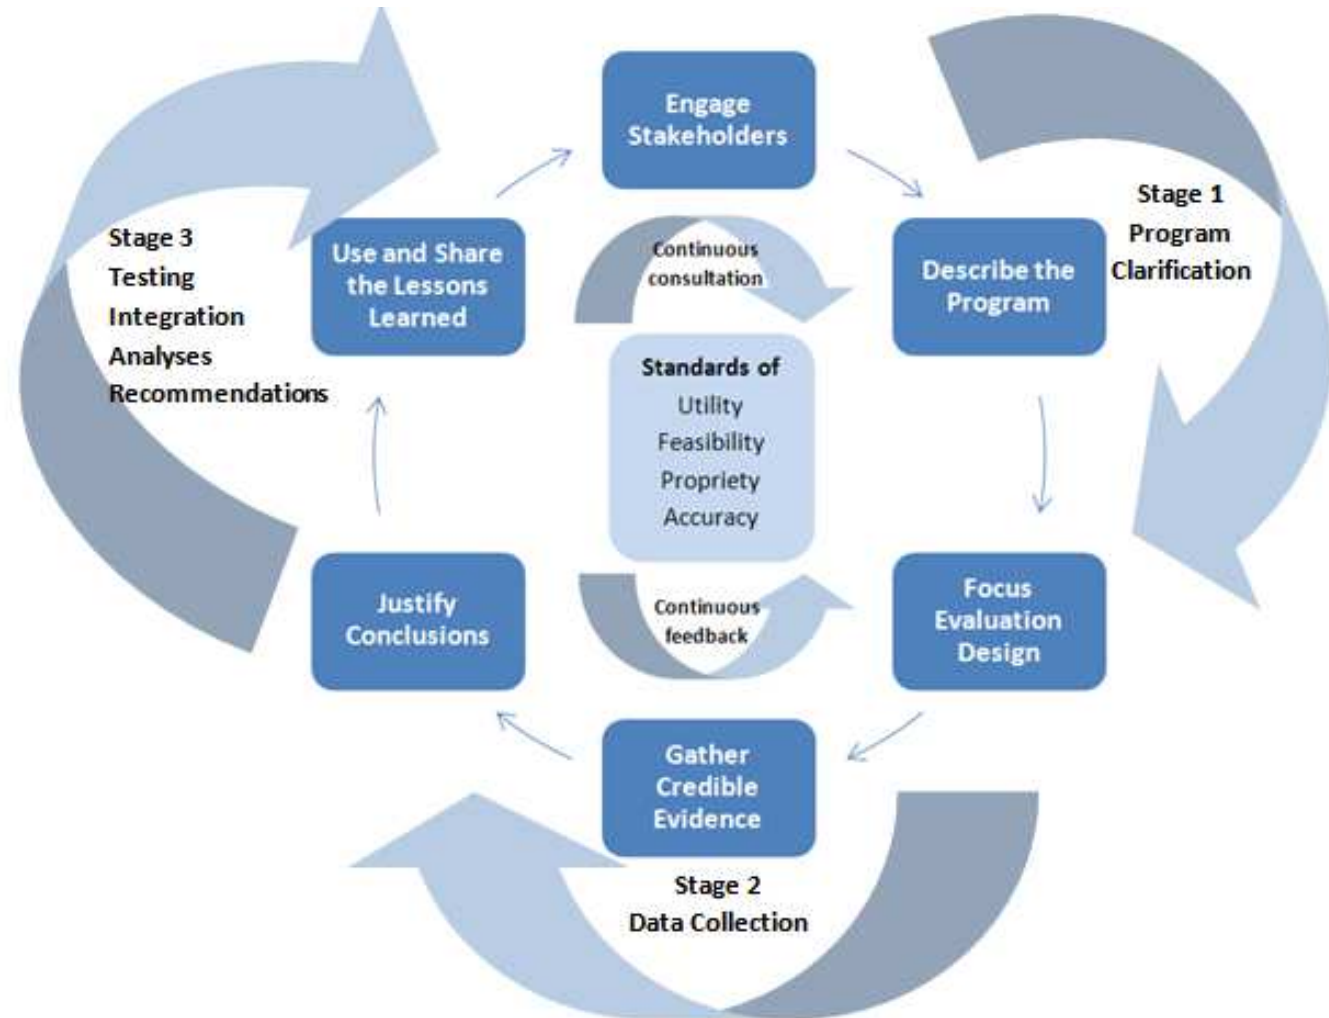 Engage
Stakeholders
Stage 1
Program
Clarification
Describe the
Program
Focus
Evaluation
Design
Gather
Credible
Evidence
Stage 2
Data Collection
Justify
Conclusions
Use and Share
the Lessons
Learned
Stage 3
Testing
Integration
Analyses
Recommendations
Continuous
consultation
Standards of
Utility
Feasibility
Propriety
Accuracy
Continuous
feedback